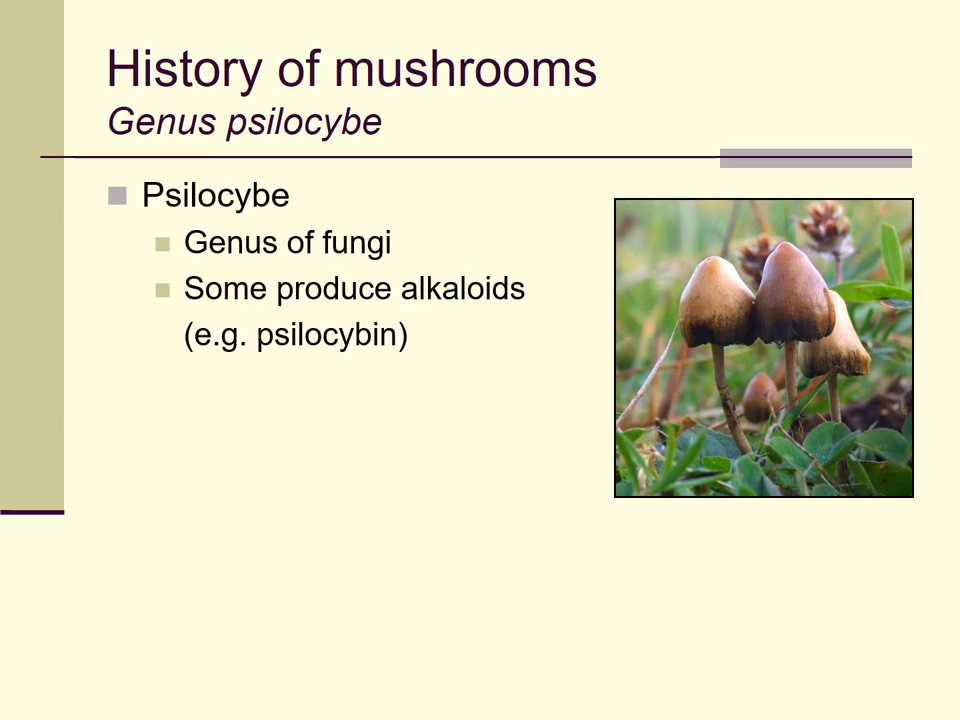 History of mushrooms
Genus psilocybe
Psilocybe
Genus of fungi
Some produce alkaloids
(e.g. psilocybin)